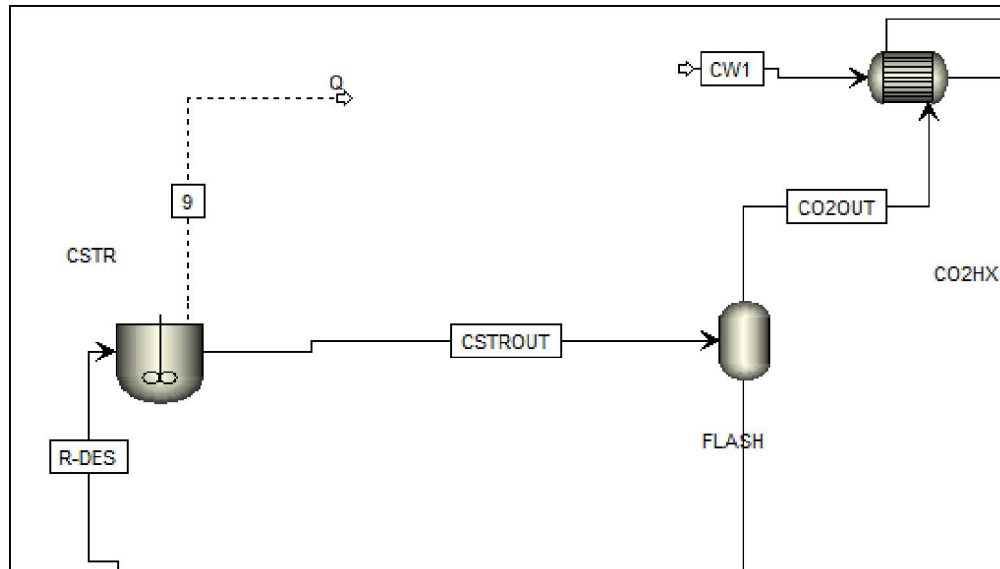 Q
CW1
9
CO2OUT
CSTR
CO2HX
CSTROUT
FLASH
R-DES